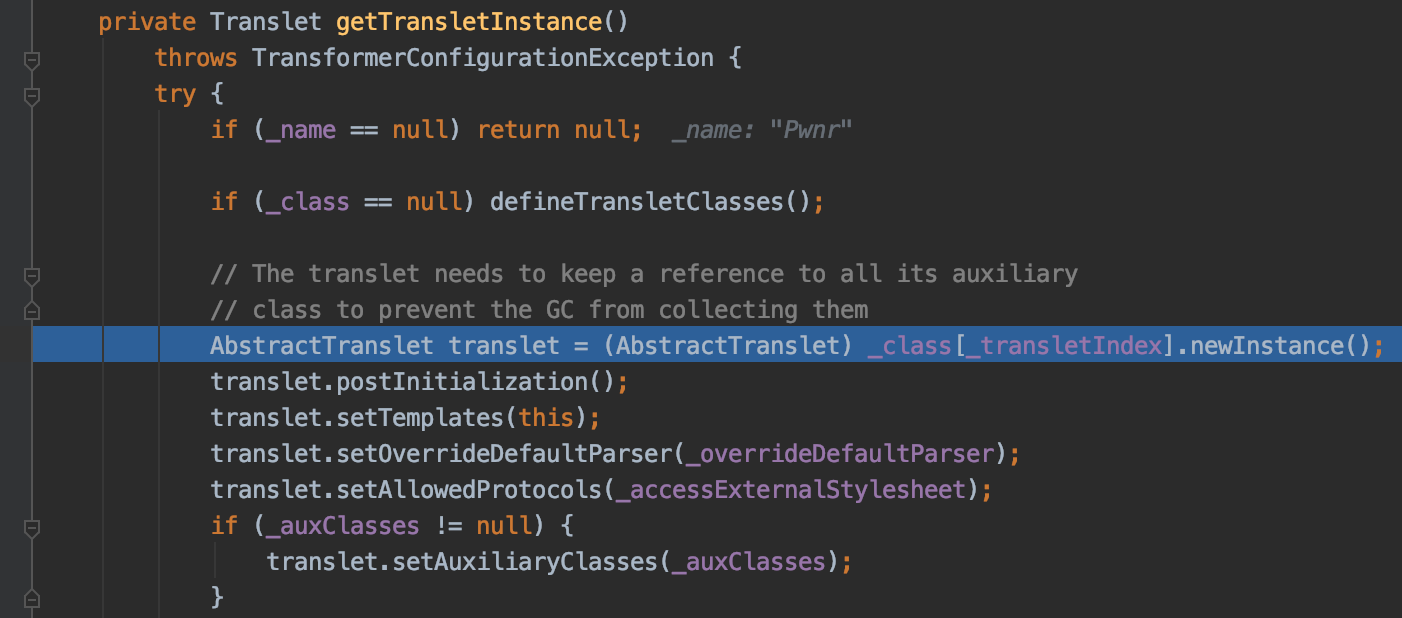 private Translet getTransletInstance()
throws TransformerConfigurationException {
try {
if (_name == null) return null;  _name: "Pwnr"
if (_class == null) defineTransletClasses();
// The translet needs to keep a reference to all its auxiliary
// class to prevent the GC from collecting them
AbstractTranslet translet = (AbstractTranslet) _class[_transletIndex].newInstance();
translet.postInitialization();
translet.setTemplates(this);
translet.setOverrideDefaultParser(_overrideDefaultParser);
translet.setAllowedProtocols(_accessExternalStylesheet);
if (_auxClasses != null) {
translet.setAuxiliaryClasses(_auxClasses);
}